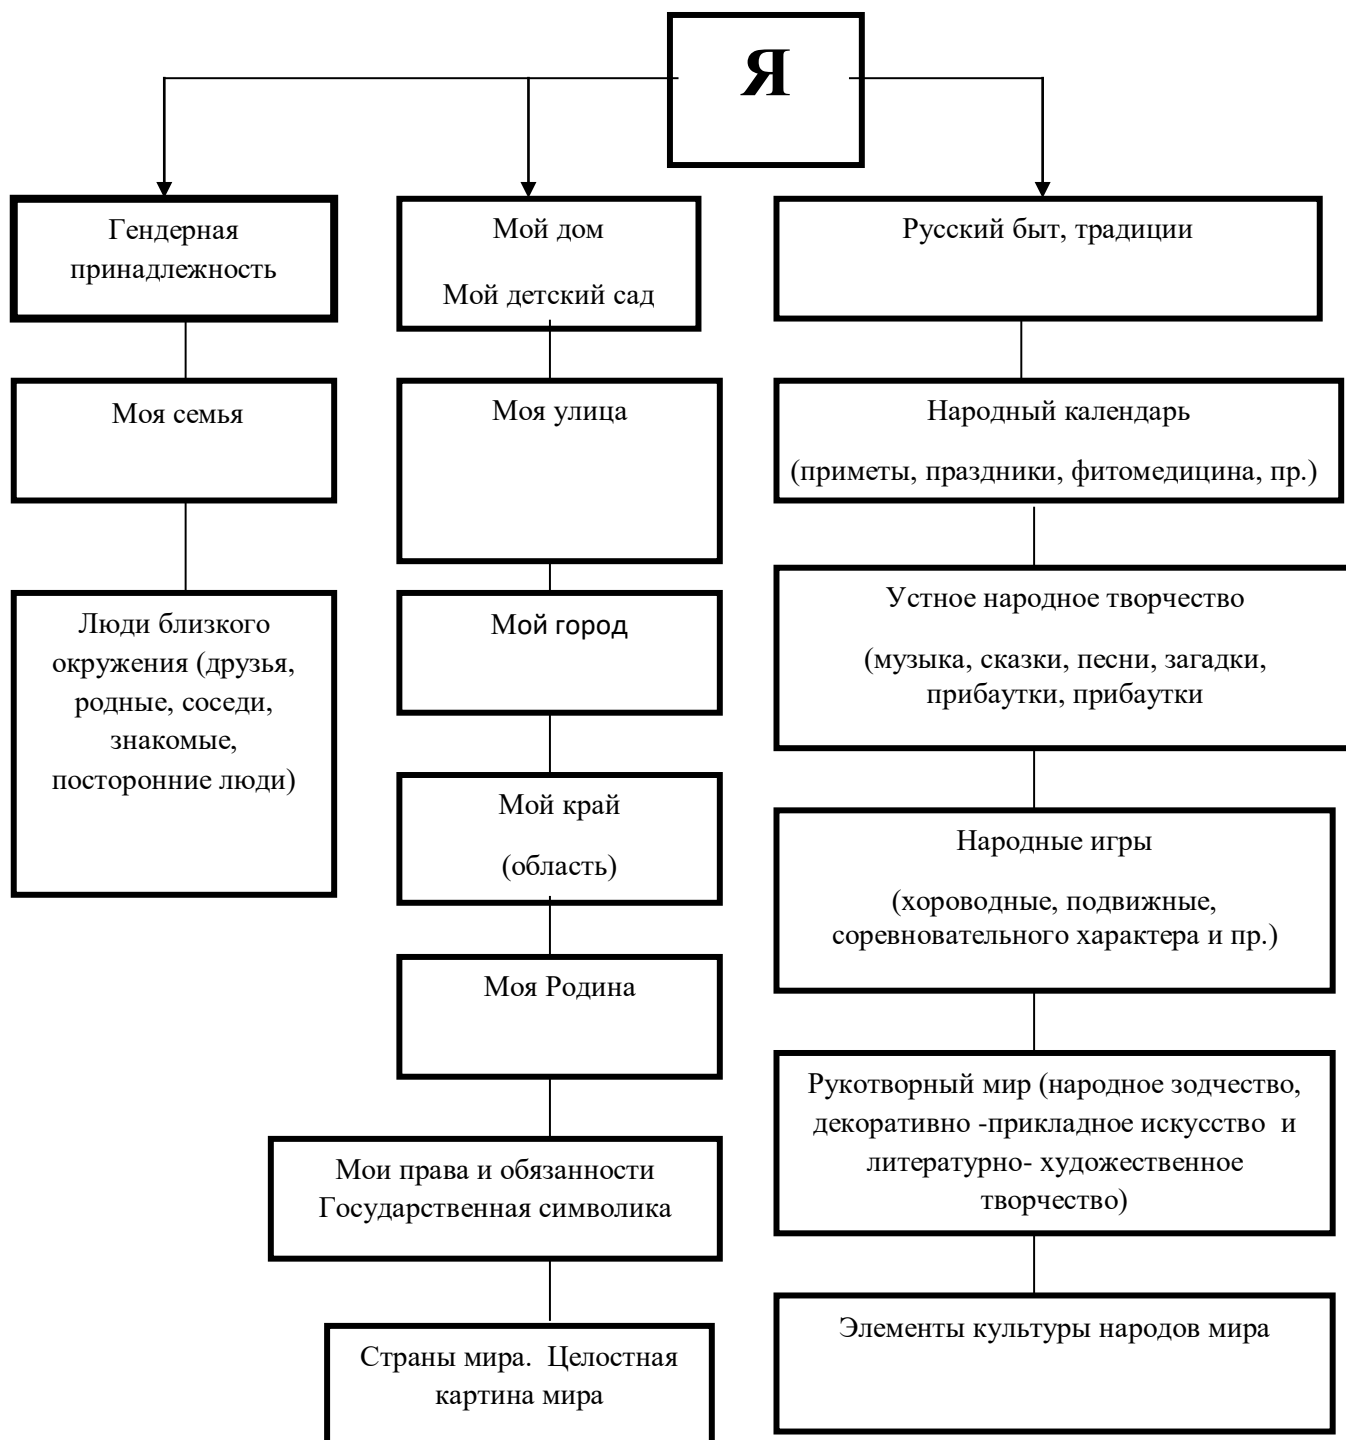 Я
Гендерная
принадлежность
Моя семья
Люди близкого
окружения (друзья,
родные, соседи,
знакомые,
посторонние люди)
Мой дом
Мой детский сад
Моя улица
Мой город
Мой край
(область)
Моя Родина
Мои права и обязанности
Государственная символика
Страны мира.  Целостная
картина мира
Русский быт, традиции
Народный календарь
(приметы, праздники, фитомедицина, пр.)
Устное народное творчество
(музыка, сказки, песни, загадки,
прибаутки, прибаутки
Народные игры
(хороводные, подвижные,
соревновательного характера и пр.)
Рукотворный мир (народное зодчество,
декоративно -прикладное искусство  и
литературно- художественное
творчество)
Элементы культуры народов мира